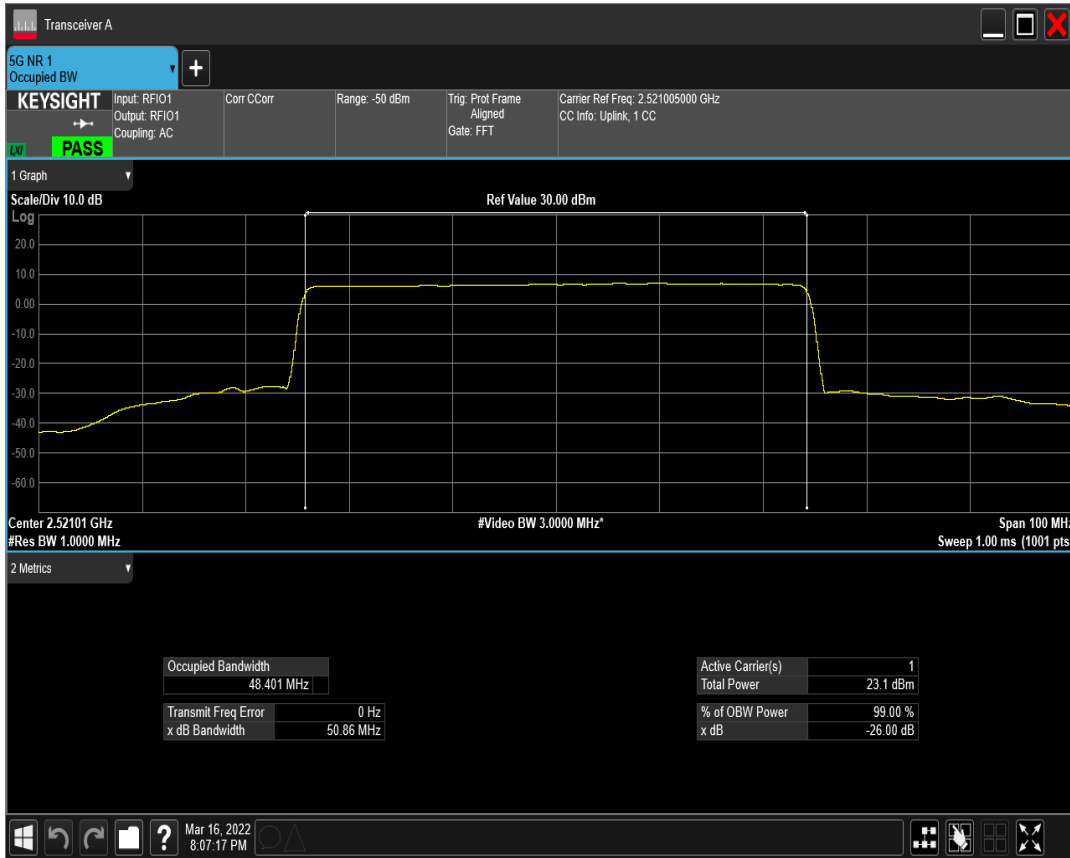 Transceiver A
5G NR 1
Occupied BW
+
KEYSIGHT Input: RFIO1 Corr CCorr Range: -50 dBm Trig: Prot Frame Carrier Ref Freq: 2.521005000 GHz
Output: RFIO1 Aligned CC Info: Uplink, 1 CC
Coupling: AC Gate: FFT
LXI PASS
1 Graph
Scale/Div 10.0 dB Ref Value 30.00 dBm
Log
20.0
10.0
0.00
-10.0
-20.0
-30.0
-40.0
-50.0
-60.0
Center 2.52101 GHz #Video BW 3.0000 MHz* Span 100 MHz
#Res BW 1.0000 MHz Sweep 1.00 ms (1001 pts
2 Metrics
Occupied Bandwidth Active Carrier(s) 1
48.401 MHz Total Power 23.1 dBm
Transmit Freq Error 0 Hz % of OBW Power 99.00 %
x dB Bandwidth 50.86 MHz x dB -26.00 dB
? Mar 16, 2022
8:07:17 PM